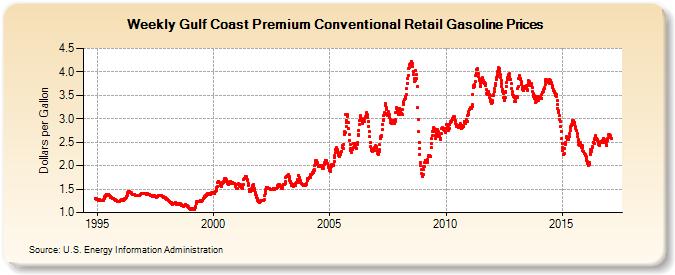 Weekly Gulf Coast Premium Conventional Retail Gasoline Prices
Dollars per Gallon
4.5
4.0
3.5
3.0
2.5
2.0
1.5
1.0
1995 2000 2005 2010 2015
Source: U.S. Energy Information Administration